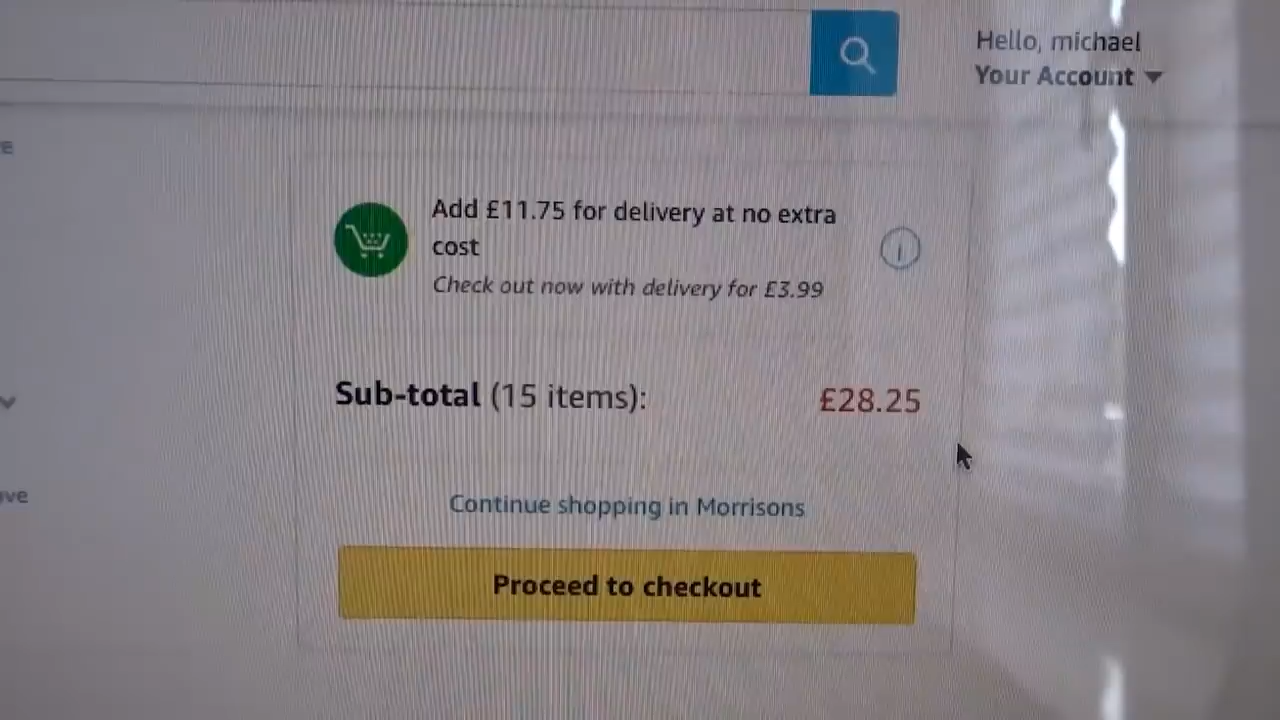 Hello, michael
Your Account
Add £11.75 for delivery at no extra
cost
Check out now with delivery for £3.99
Sub-total (15 items):
£28.25
Continue shopping in Morrisons
Proceed to checkout